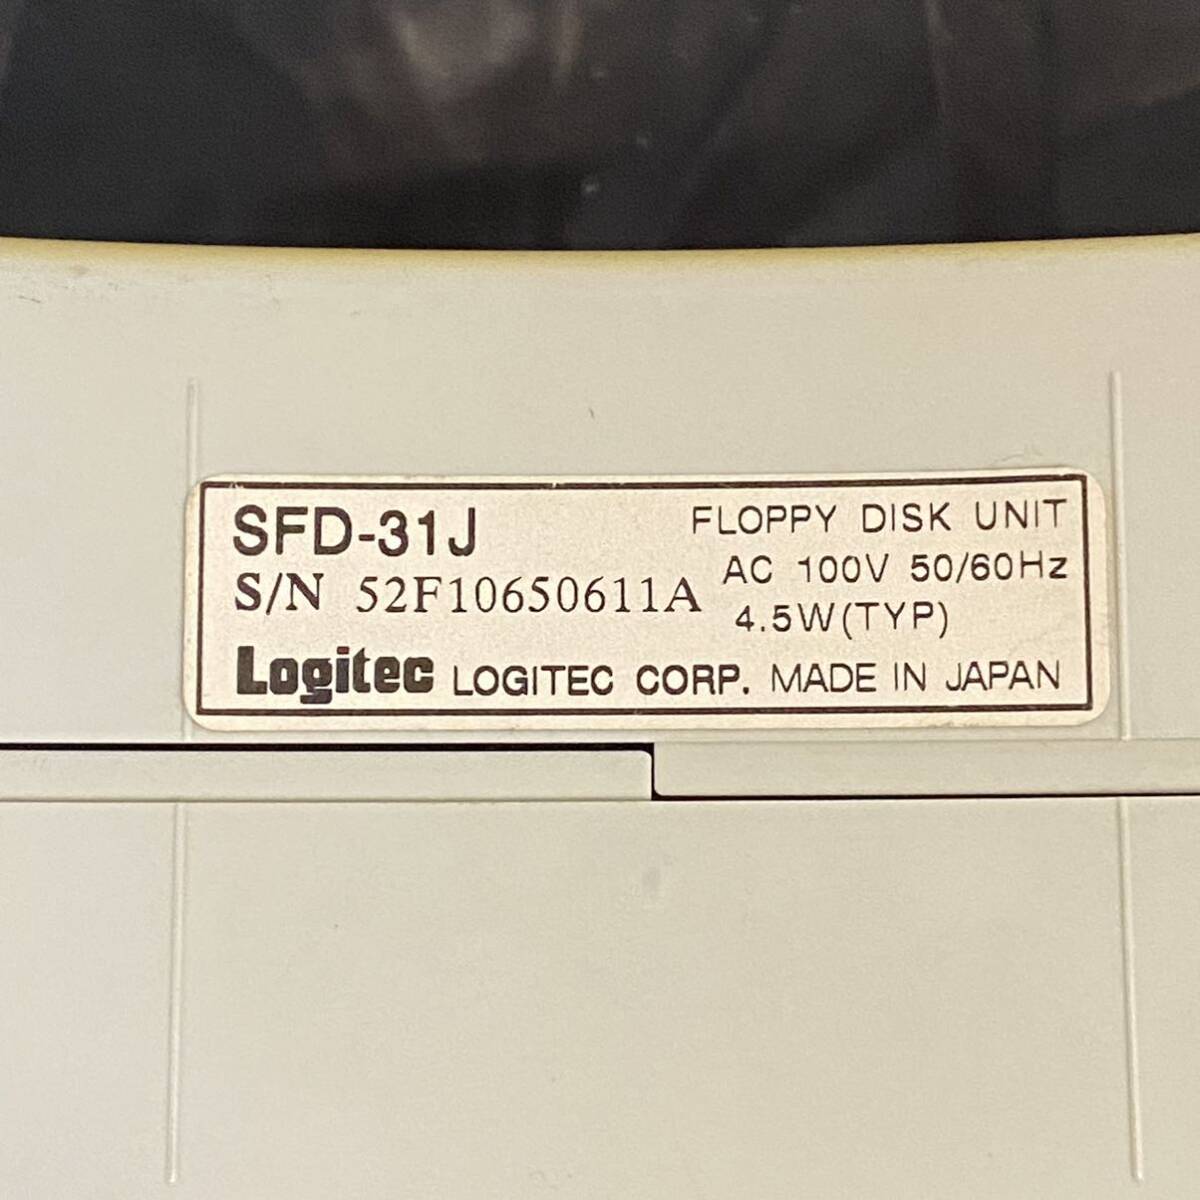 SFD-31J FLOPPY DISK UNIT
S/N 52F10650611A AC 100V 50/60Hz
4.5W(TYP)
Logitec LOGITEC CORP. MADE IN JAPAN